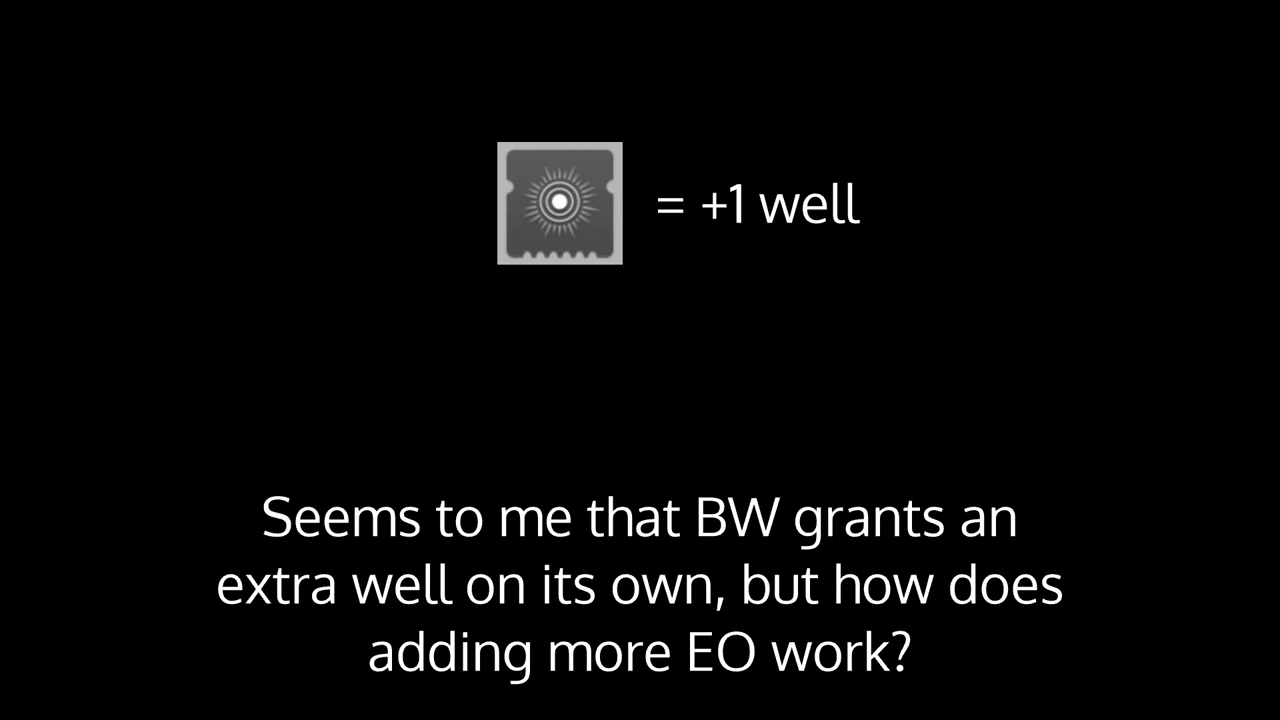 = +1 well
Seems to me that BW grants an
extra well on its own, but how does
adding more EO work?